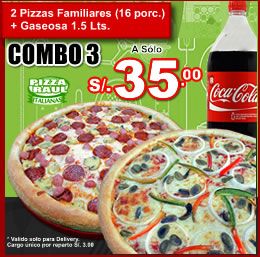 2 Pizzas Familiares (16 porc.)
+ Gaseosa 1.5 Lts.
COMBO 3
A Sólo
S/.35.00
PIZZA
RAUL
ITALIANAS
Coca-Cola
* Valido solo para Delivery.
Cargo unico por reparto S/. 3.00